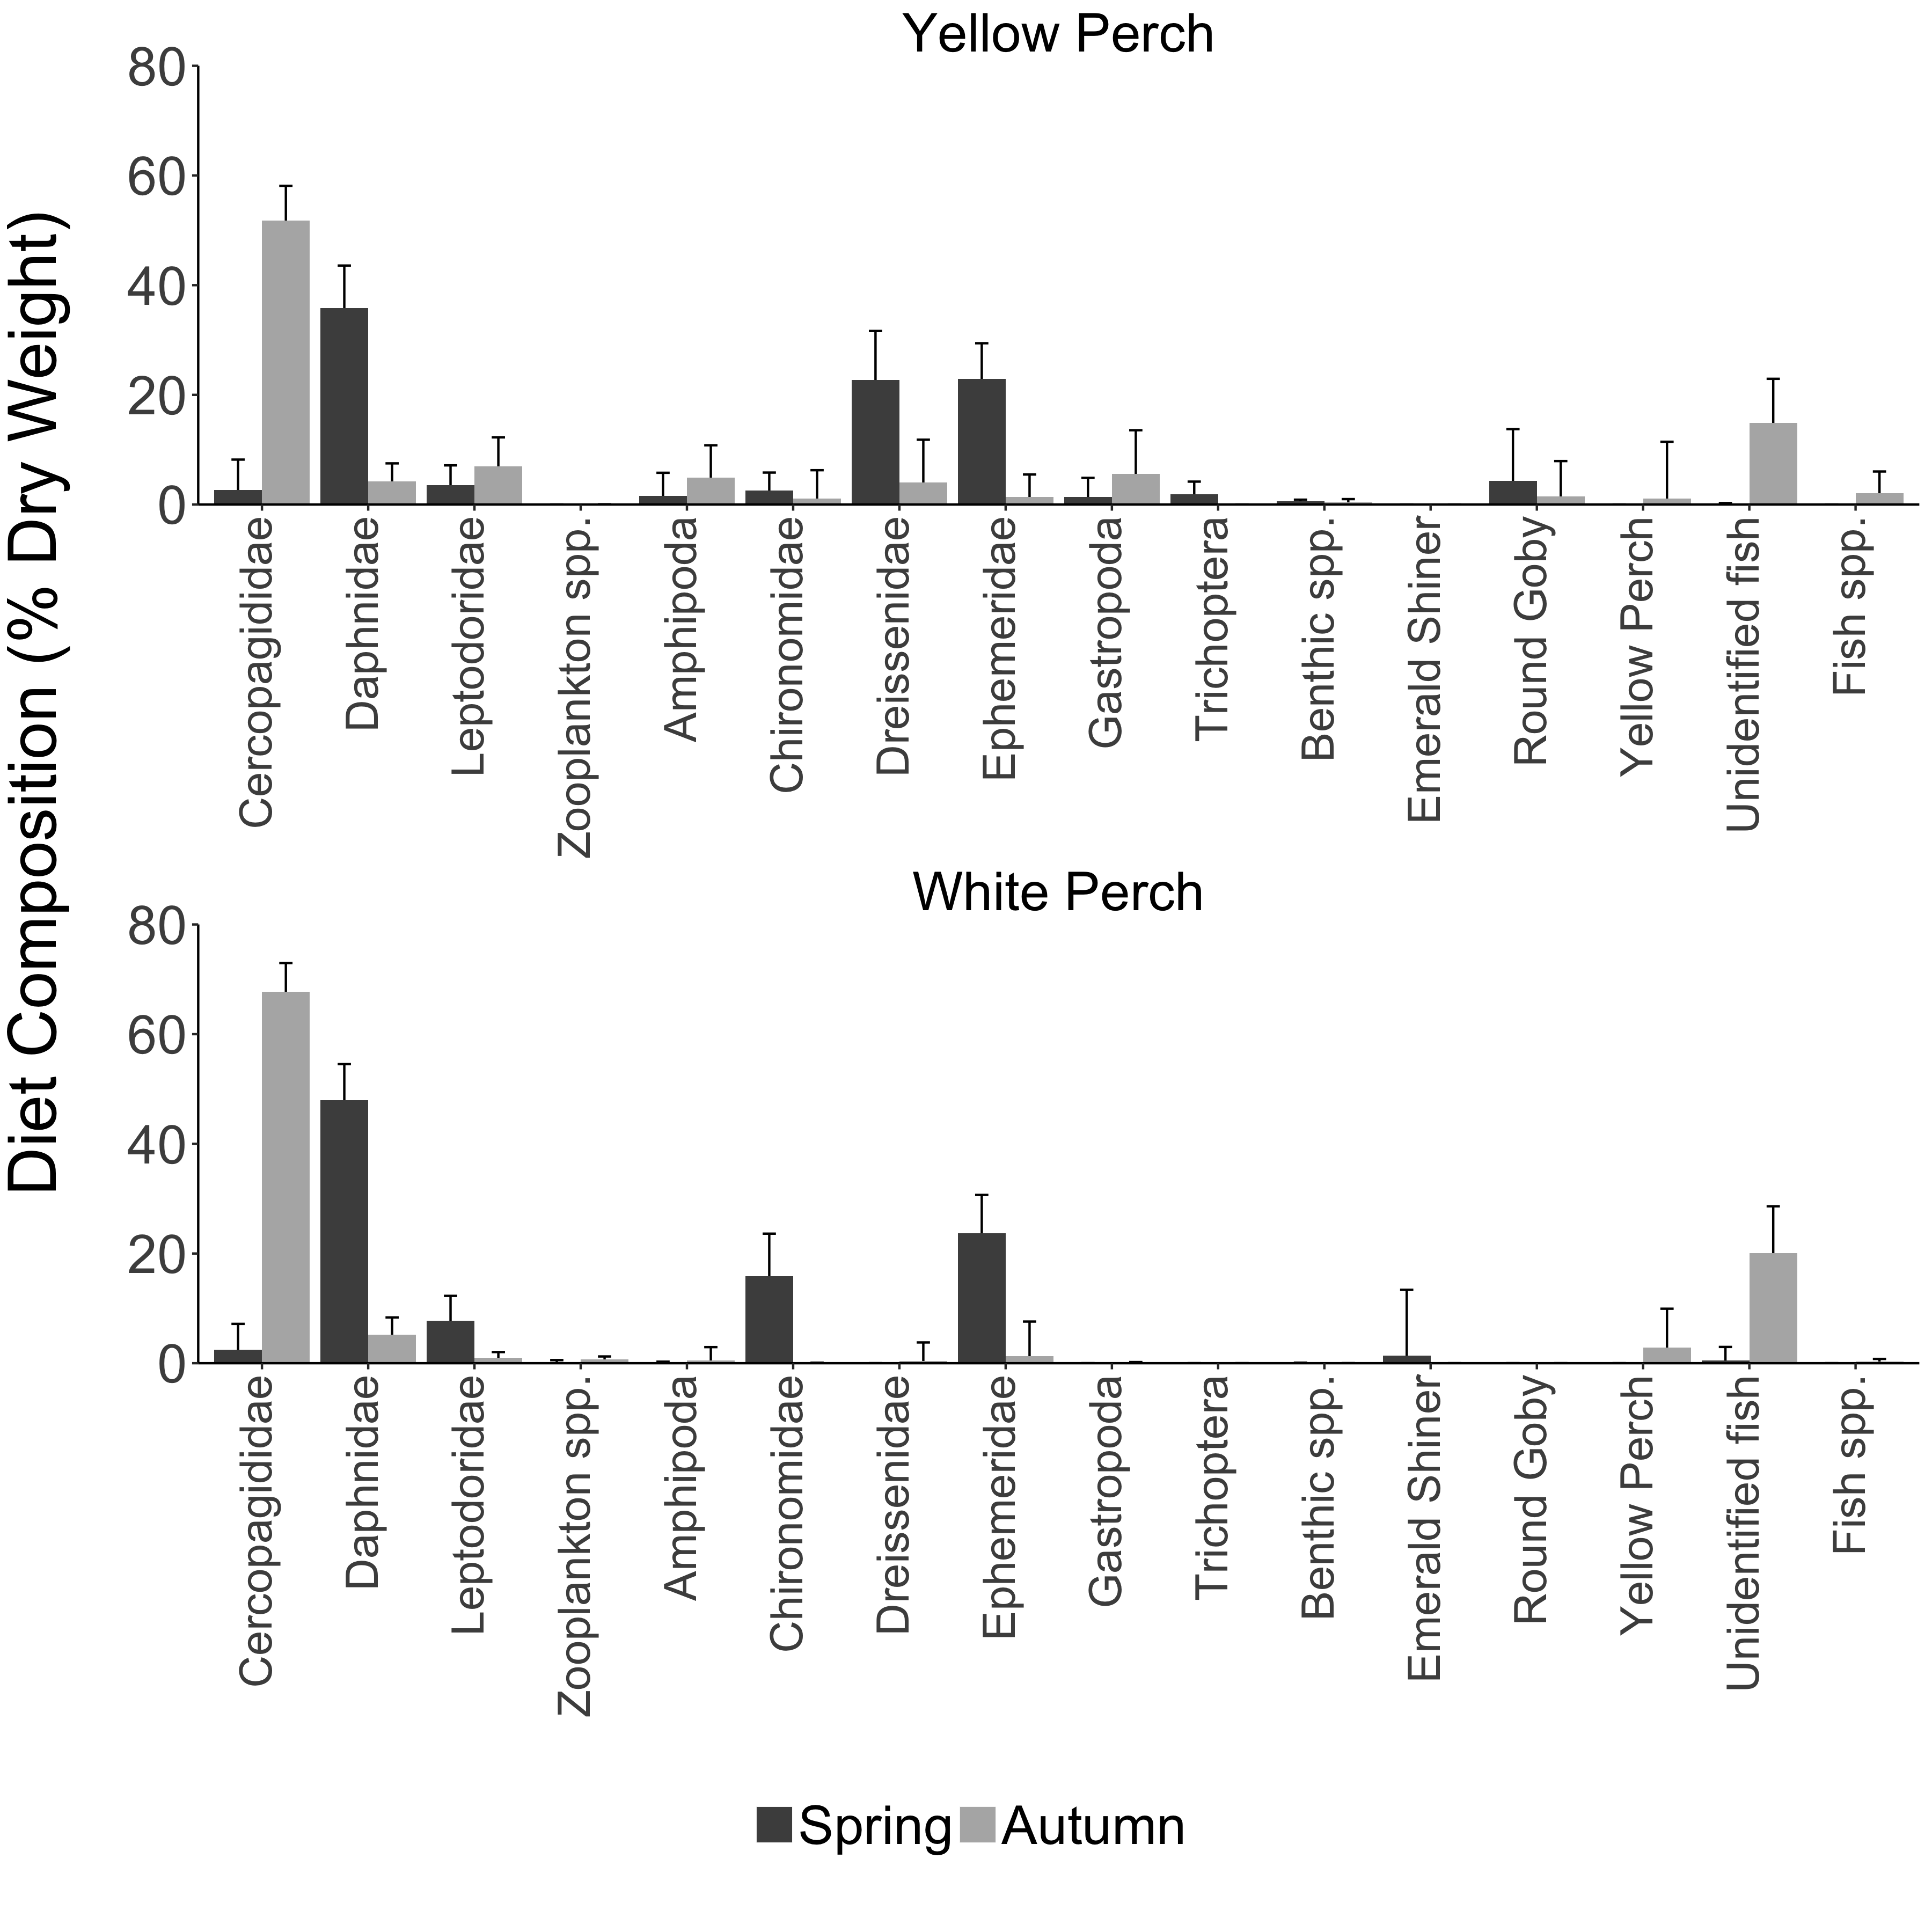 Yellow Perch
80
60
40
20
0
Cercopagididae
Daphnidae
Leptodoridae
Zooplankton spp.
Amphipoda
Chironomidae
Dreissenidae
Ephemeridae
Gastropoda
Trichoptera
Benthic spp.
Emerald Shiner
Round Goby
Yellow Perch
Unidentified fish
Fish spp.
Diet Composition (% Dry Weight)
White Perch
80
60
40
20
0
Cercopagididae
Daphnidae
Leptodoridae
Zooplankton spp.
Amphipoda
Chironomidae
Dreissenidae
Ephemeridae
Gastropoda
Trichoptera
Benthic spp.
Emerald Shiner
Round Goby
Yellow Perch
Unidentified fish
Fish spp.
Spring Autumn